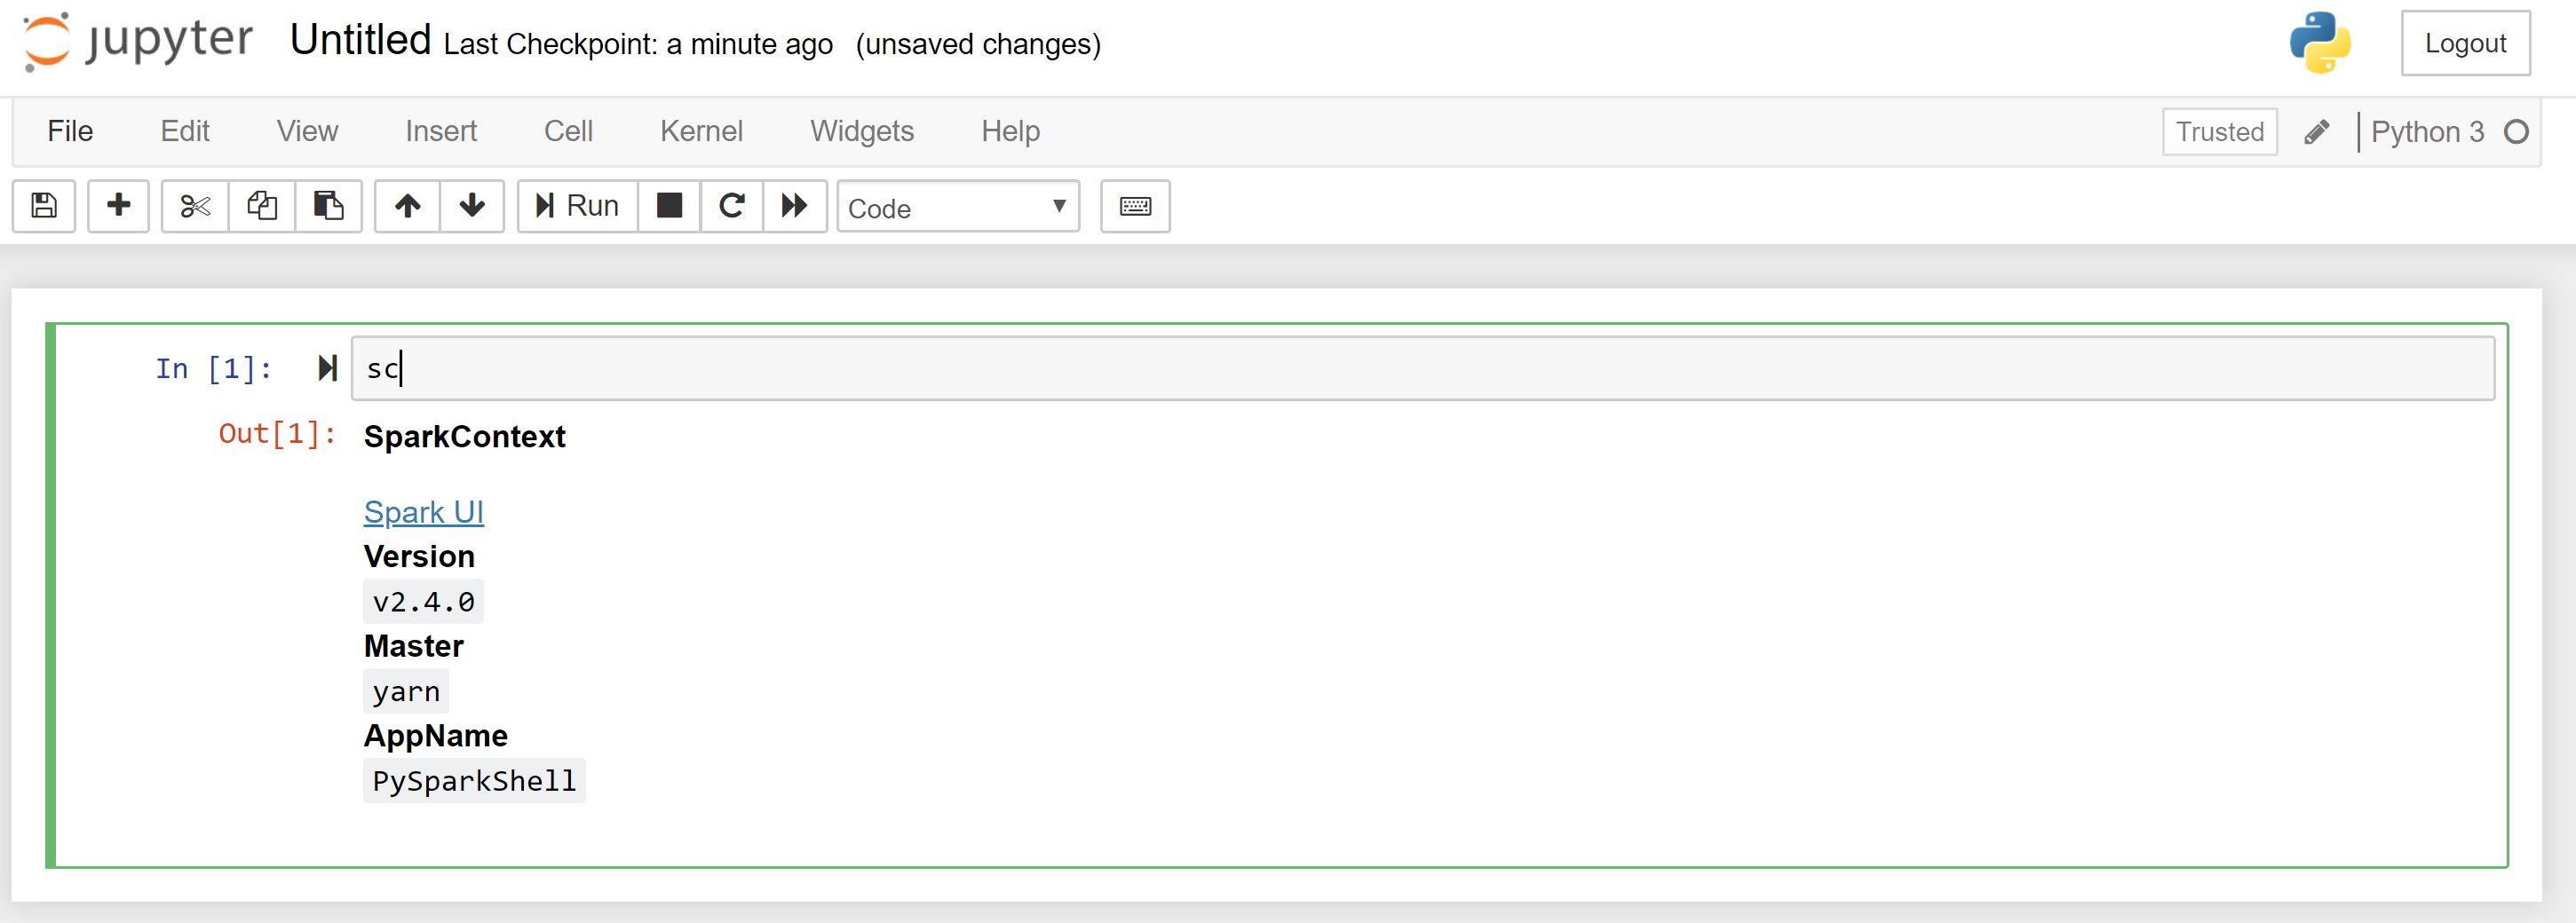 jupyter Untitled Last Checkpoint: a minute ago (unsaved changes) Logout
File Edit View Insert Cell Kernel Widgets Help Trusted Python 3
Run Code
In [1]: sc
Out[1]: SparkContext
Spark UI
Version
v2.4.0
Master
yarn
AppName
PySparkShell